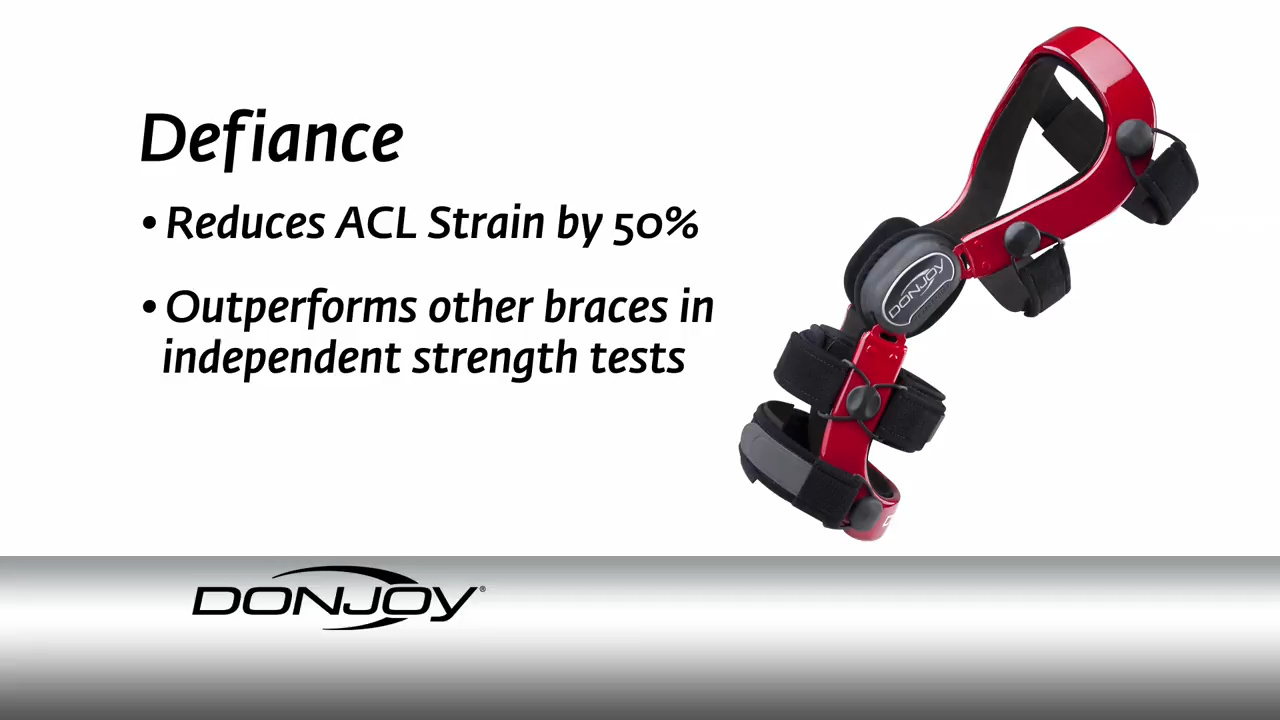 Defiance
• Reduces ACL Strain by 50%
• Outperforms other braces in
independent strength tests
DONJOY
DONJOY®